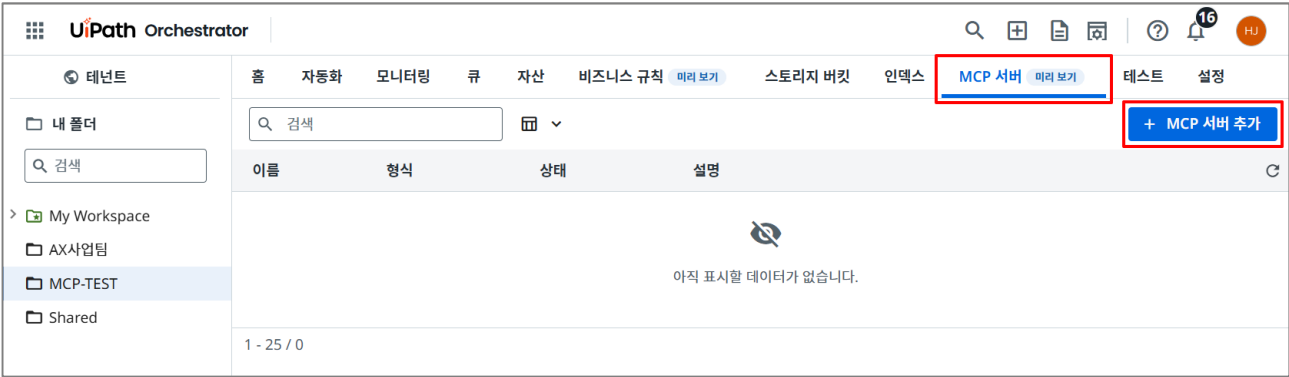 UiPath Orchestrator
16
HJ
테넌트
홈 자동화 모니터링 큐 자산 비즈니스 규칙 미리 보기 스토리지 버킷 인덱스 MCP 서버 미리 보기 테스트 설정
내 폴더
검색
+ MCP 서버 추가
검색
이름 형식 상태 설명
My Workspace
AX사업팀
MCP-TEST
Shared
아직 표시할 데이터가 없습니다.
1 - 25 / 0